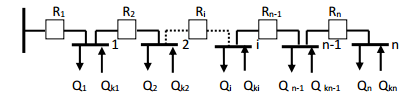 R1 R2 Ri Rn-1 Rn
1 2 i n-1 n
Q1 Qk1 Q2 Qk2 Qi Qki Q n-1 Q kn-1 Qn Qkn